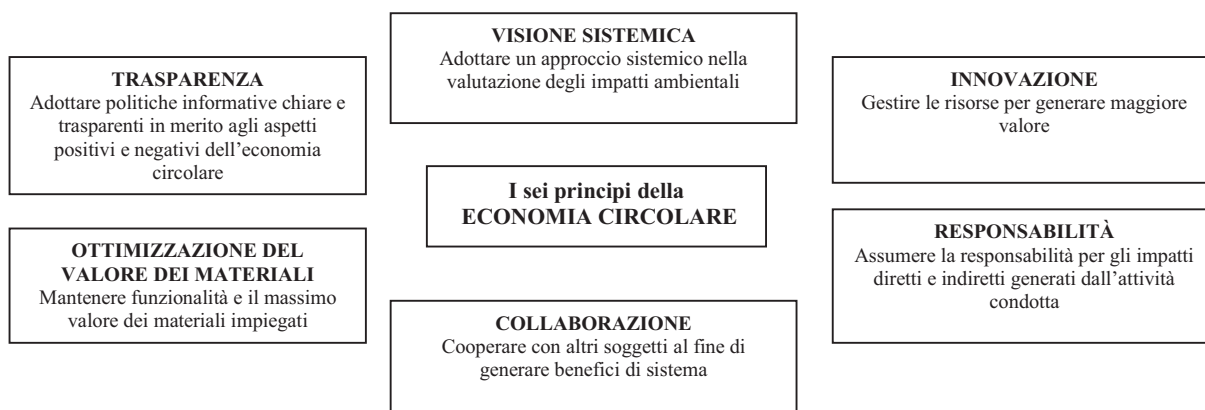 VISIONE SISTEMICA
Adottare un approccio sistemico nella
valutazione degli impatti ambientali
TRASPARENZA
Adottare politiche informative chiare e
trasparenti in merito agli aspetti
positivi e negativi dell’economia
circolare
INNOVAZIONE
Gestire le risorse per generare maggiore
valore
I sei principi della
ECONOMIA CIRCOLARE
OTTIMIZZAZIONE DEL
VALORE DEI MATERIALI
Mantenere funzionalità e il massimo
valore dei materiali impiegati
RESPONSABILITÀ
Assumere la responsabilità per gli impatti
diretti e indiretti generati dall’attività
condotta
COLLABORAZIONE
Cooperare con altri soggetti al fine di
generare benefici di sistema